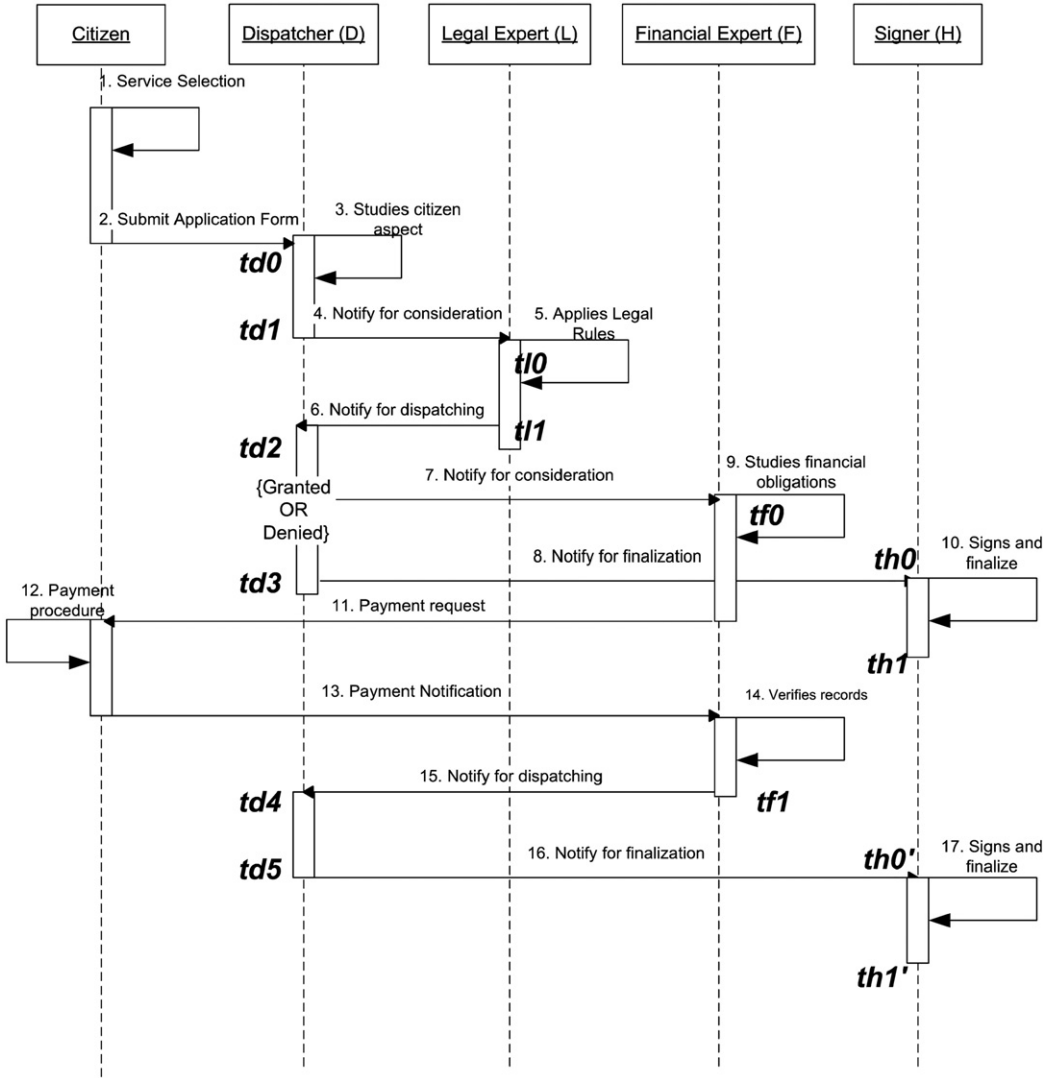 Citizen
Dispatcher (D)
Legal Expert (L)
Financial Expert (F)
Signer (H)
1. Service Selection
2. Submit Application Form
3. Studies citizen
aspect
td0
4. Notify for consideration
5. Applies Legal
Rules
td1
tl0
6. Notify for dispatching
tl1
td2
7. Notify for consideration
9. Studies financial
obligations
{Granted
OR
Denied}
tf0
8. Notify for finalization
th0
10. Signs and
finalize
td3
12. Payment
procedure
11. Payment request
th1
13. Payment Notification
14. Verifies records
15. Notify for dispatching
td4
tf1
16. Notify for finalization
th0'
17. Signs and
finalize
td5
th1'